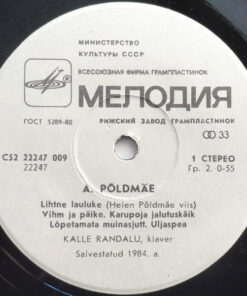 МИНИСТЕРСТВО
КУЛЬТУРЫ СССР
ВСЕСОЮЗНАЯ ФИРМА ГРАМПЛАСТИНОК
МЕЛОДИЯ
ГОСТ 5289-80
РИЖСКИЙ ЗАВОД ГРАМПЛАСТИНОК
33
С52 22247 009
22247
1 СТЕРЕО
Гр. 2. 0-55
A. PÕLDMÄE
Lihtne lauluke (Helen Põldmäe viis)
Vihm ja päike. Karupoja jalutuskäik
Lõpetamata muinasjutt. Uljaspea
KALLE RANDALU, klaver
Salvestatud 1984. a.